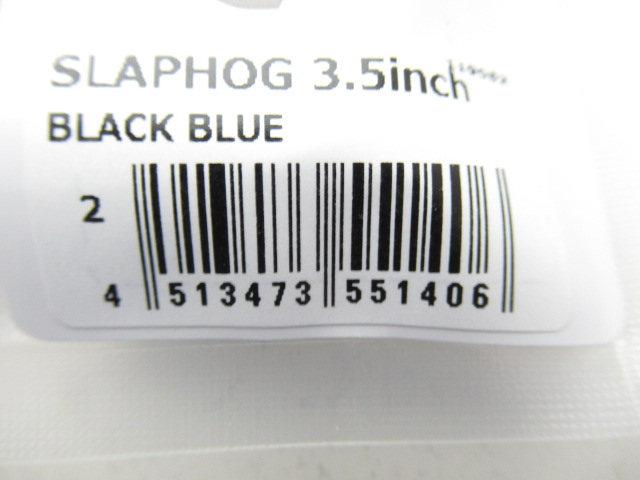 SLAPHOG 3.5inch
BLACK BLUE
2
4 513473 551406